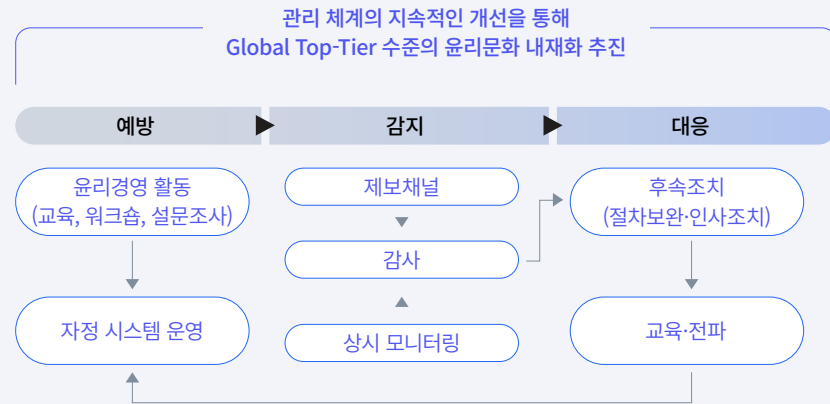 관리 체계의 지속적인 개선을 통해
Global Top-Tier 수준의 윤리문화 내재화 추진
예방
감지
대응
윤리경영 활동
(교육, 워크숍, 설문조사)
자정 시스템 운영
제보채널
감사
상시 모니터링
후속조치
(절차보완·인사조치)
교육·전파